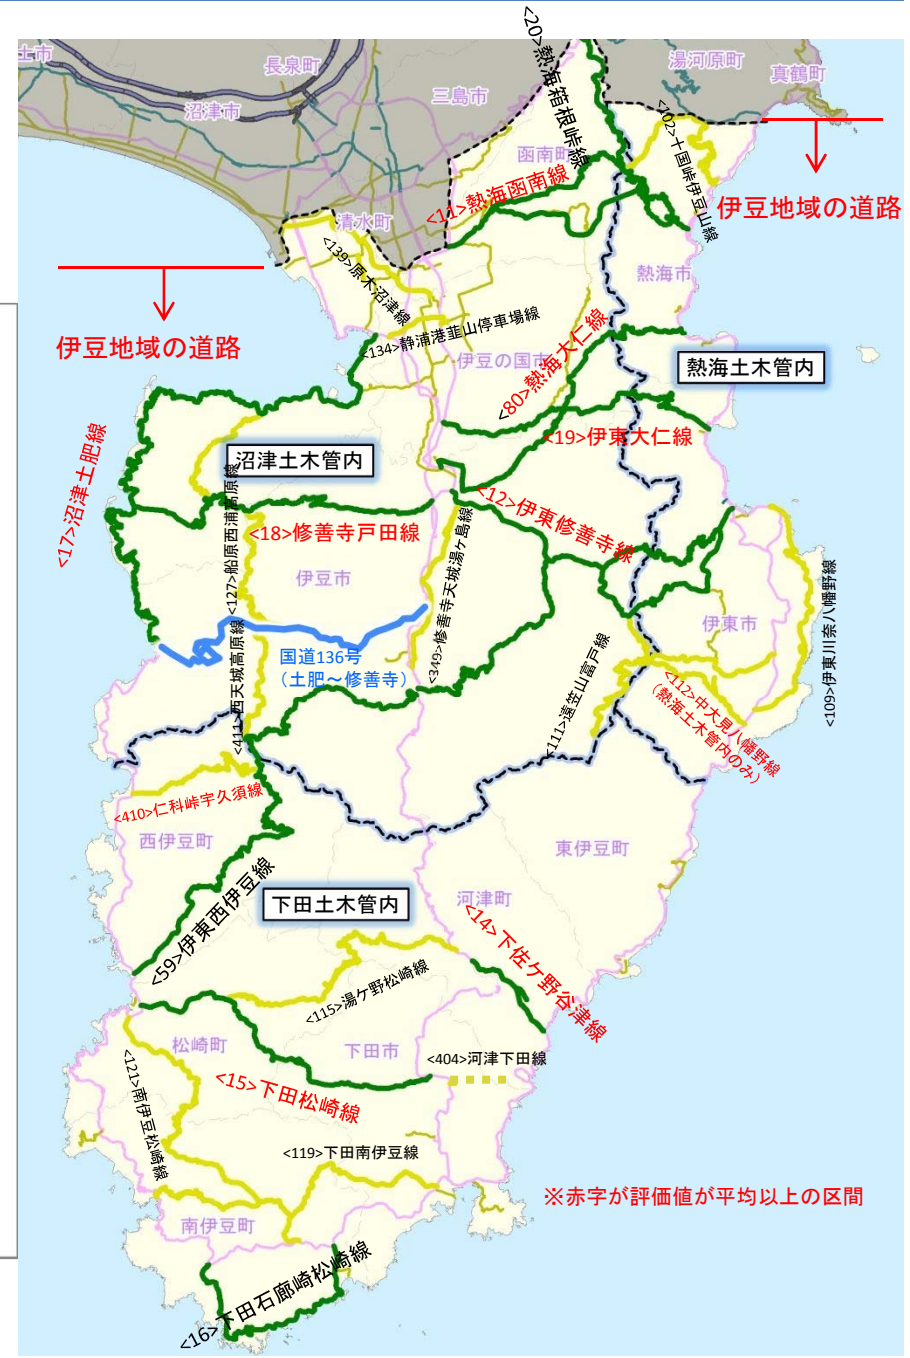 <20>熱海箱根峠線
湯河原町
真鶴町
士市
長泉町
三島市
沼津市
<102>十国峠伊豆山線
函南町
<11>熱海函南線
伊豆地域の道路
清水町
<139>原木沼津線
熱海市
伊豆地域の道路
<134>静浦港韮山停車場線
伊豆の国市
<80>熱海大仁線
熱海土木管内
<19>伊東大仁線
沼津土木管内
<17>沼津土肥線
<12>伊東修善寺線
<18>修善寺戸田線
<127>船原西浦高原線
伊豆市
<349>修善寺天城湯ケ島線
<109>伊東川奈八幡野線
伊東市
国道136号
(土肥～修善寺)
<411>西天城高原線
<111>遠笠山富戸線
<112>中大見八幡野線
(熱海土木管内のみ)
<410>仁科峠宇久須線
西伊豆町
東伊豆町
<59>伊東西伊豆線
下田土木管内
河津町
<14>下佐ケ野谷津線
<115>湯ケ野松崎線
松崎町
下田市
<404>河津下田線
<15>下田松崎線
<121>南伊豆松崎線
<119>下田南伊豆線
※赤字が評価値が平均以上の区間
南伊豆町
<16>下田石廊崎松崎線